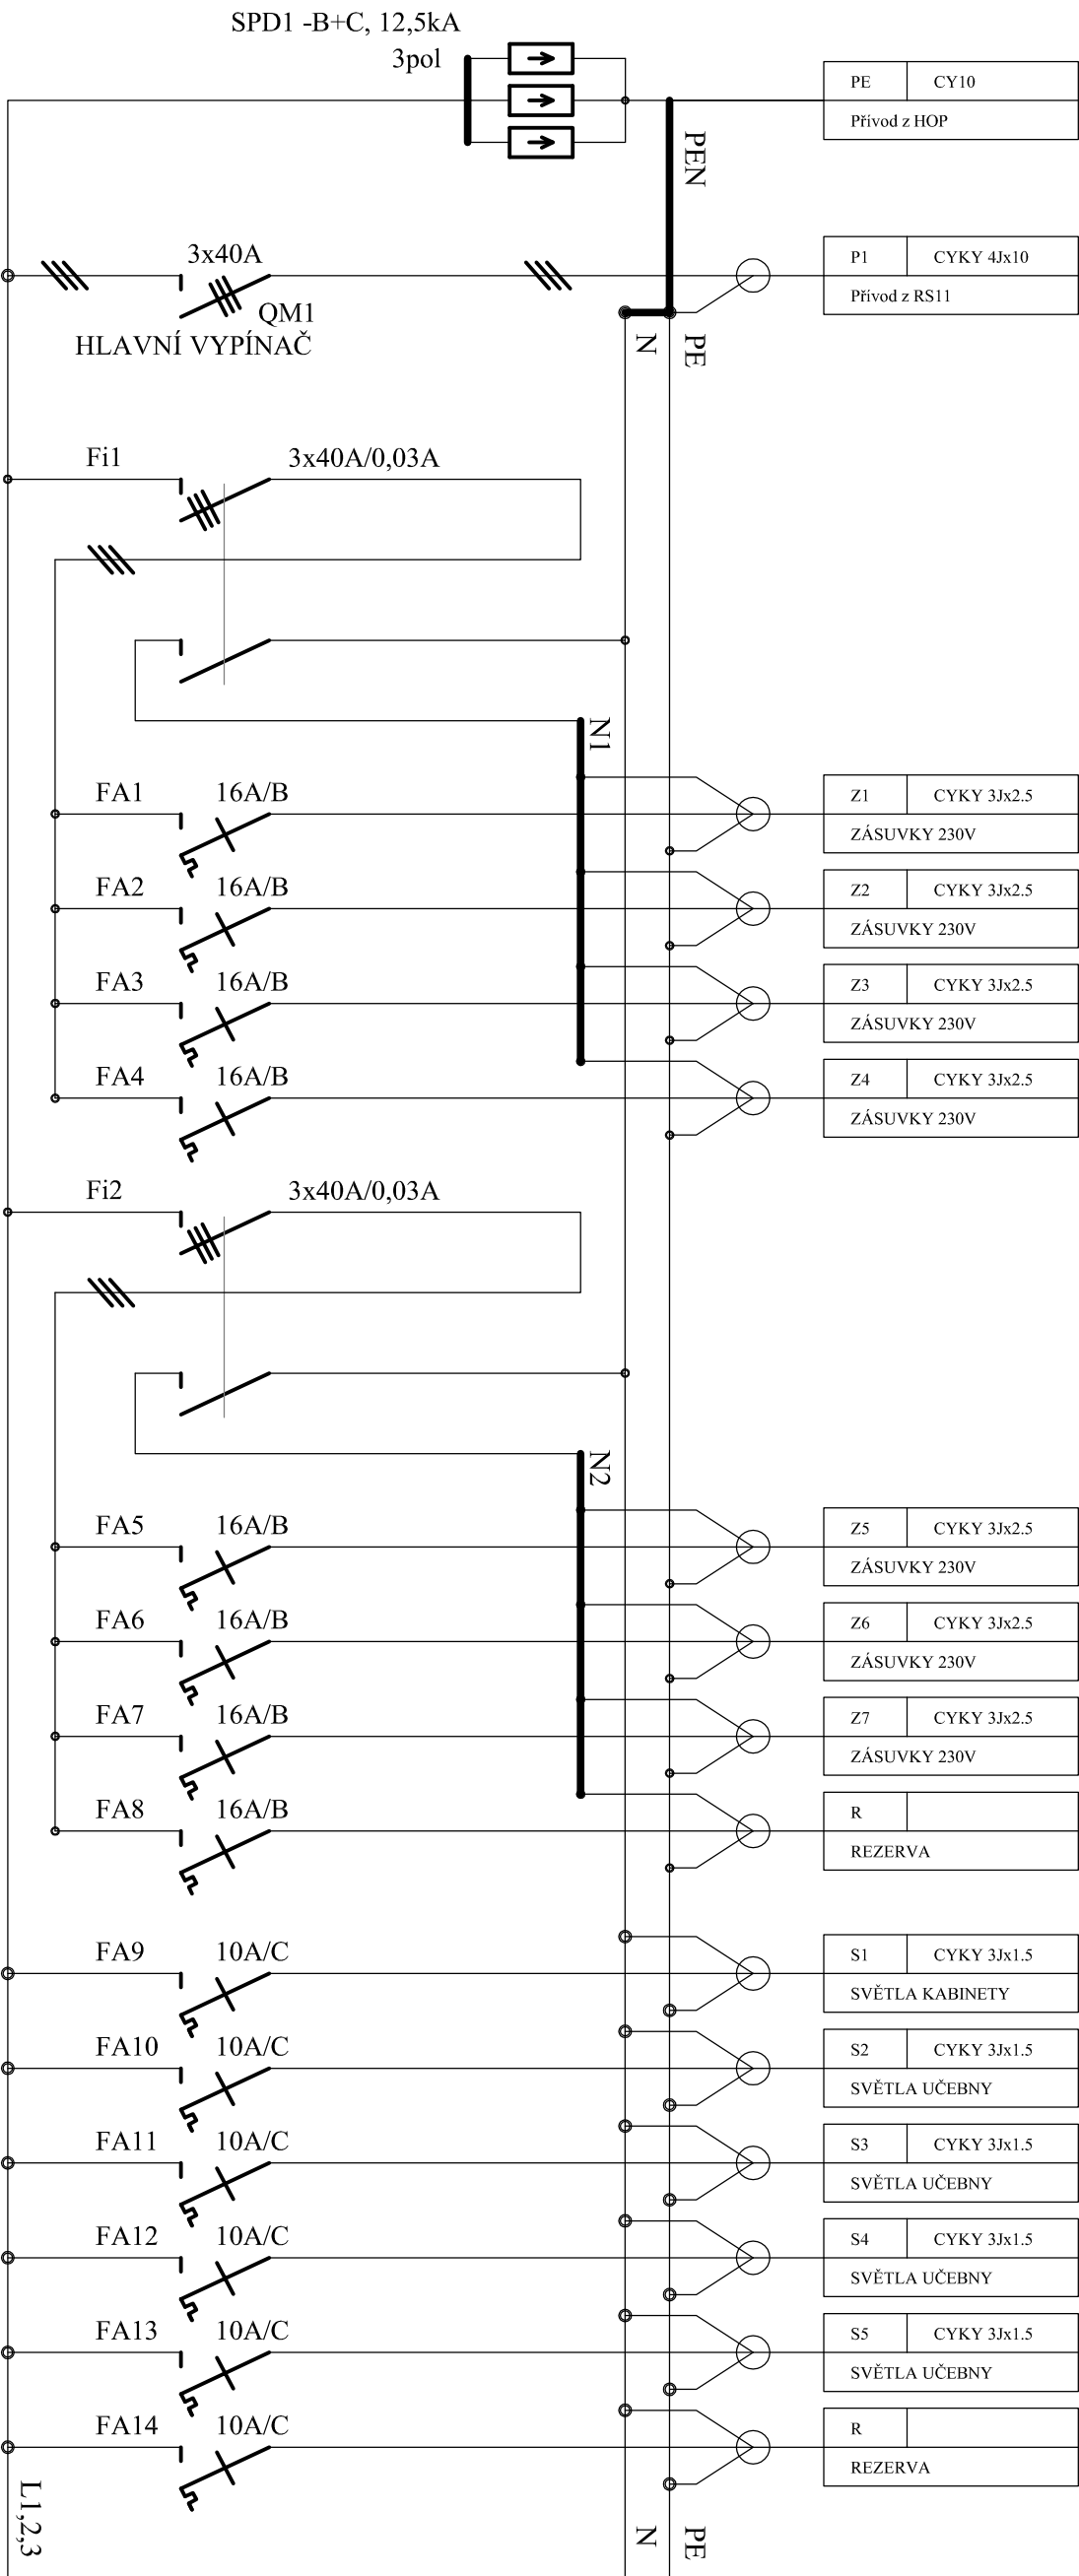 SPD1 -B+C, 12,5kA
3pol
PE CY10
Přívod z HOP
PEN
3x40A
QM1
HLAVNÍ VYPÍNAČ
P1 CYKY 4Jx10
Přívod z RS11
N PE
Fi1 3x40A/0,03A
N1
FA1 16A/B Z1 CYKY 3Jx2.5
ZÁSUVKY 230V
FA2 16A/B Z2 CYKY 3Jx2.5
ZÁSUVKY 230V
FA3 16A/B Z3 CYKY 3Jx2.5
ZÁSUVKY 230V
FA4 16A/B Z4 CYKY 3Jx2.5
ZÁSUVKY 230V
Fi2 3x40A/0,03A
N2
FA5 16A/B Z5 CYKY 3Jx2.5
ZÁSUVKY 230V
FA6 16A/B Z6 CYKY 3Jx2.5
ZÁSUVKY 230V
FA7 16A/B Z7 CYKY 3Jx2.5
ZÁSUVKY 230V
FA8 16A/B R
REZERVA
FA9 10A/C S1 CYKY 3Jx1.5
SVĚTLA KABINETY
FA10 10A/C S2 CYKY 3Jx1.5
SVĚTLA UČEBNY
FA11 10A/C S3 CYKY 3Jx1.5
SVĚTLA UČEBNY
FA12 10A/C S4 CYKY 3Jx1.5
SVĚTLA UČEBNY
FA13 10A/C S5 CYKY 3Jx1.5
SVĚTLA UČEBNY
FA14 10A/C R
REZERVA
L1,2,3 N PE